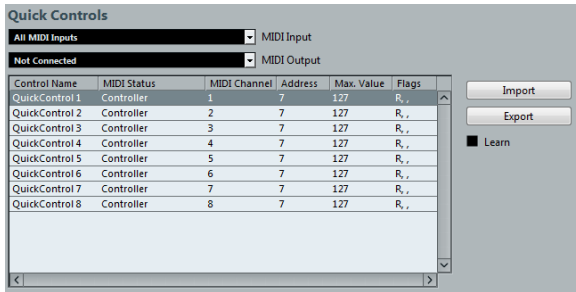 Quick Controls
All MIDI Inputs MIDI Input
Not Connected MIDI Output
Control Name MIDI Status MIDI Channel Address Max. Value Flags
QuickControl 1 Controller 1 7 127 R, ,
QuickControl 2 Controller 2 7 127 R, ,
QuickControl 3 Controller 3 7 127 R, ,
QuickControl 4 Controller 4 7 127 R, ,
QuickControl 5 Controller 5 7 127 R, ,
QuickControl 6 Controller 6 7 127 R, ,
QuickControl 7 Controller 7 7 127 R, ,
QuickControl 8 Controller 8 7 127 R, ,
Import
Export
Learn